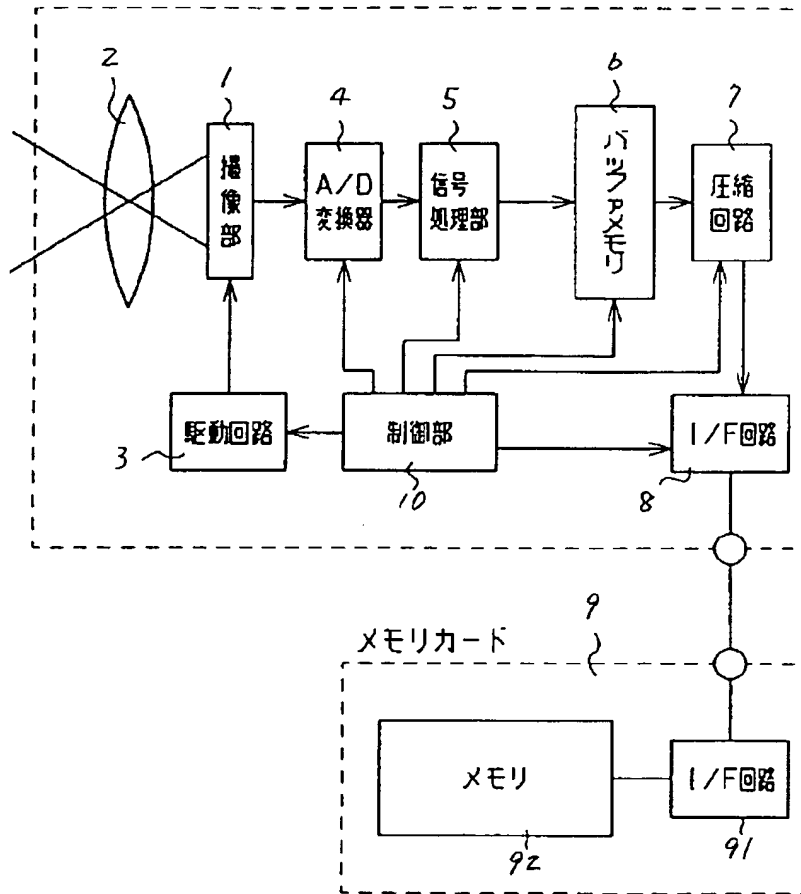 2
1
撮像部
4
A/D
変換器
5
信号
処理部
6
バッファメモリ
7
圧縮
回路
駆動回路
3
制御部
10
I/F回路
8
メモリカード
9
メモリ
92
I/F回路
91